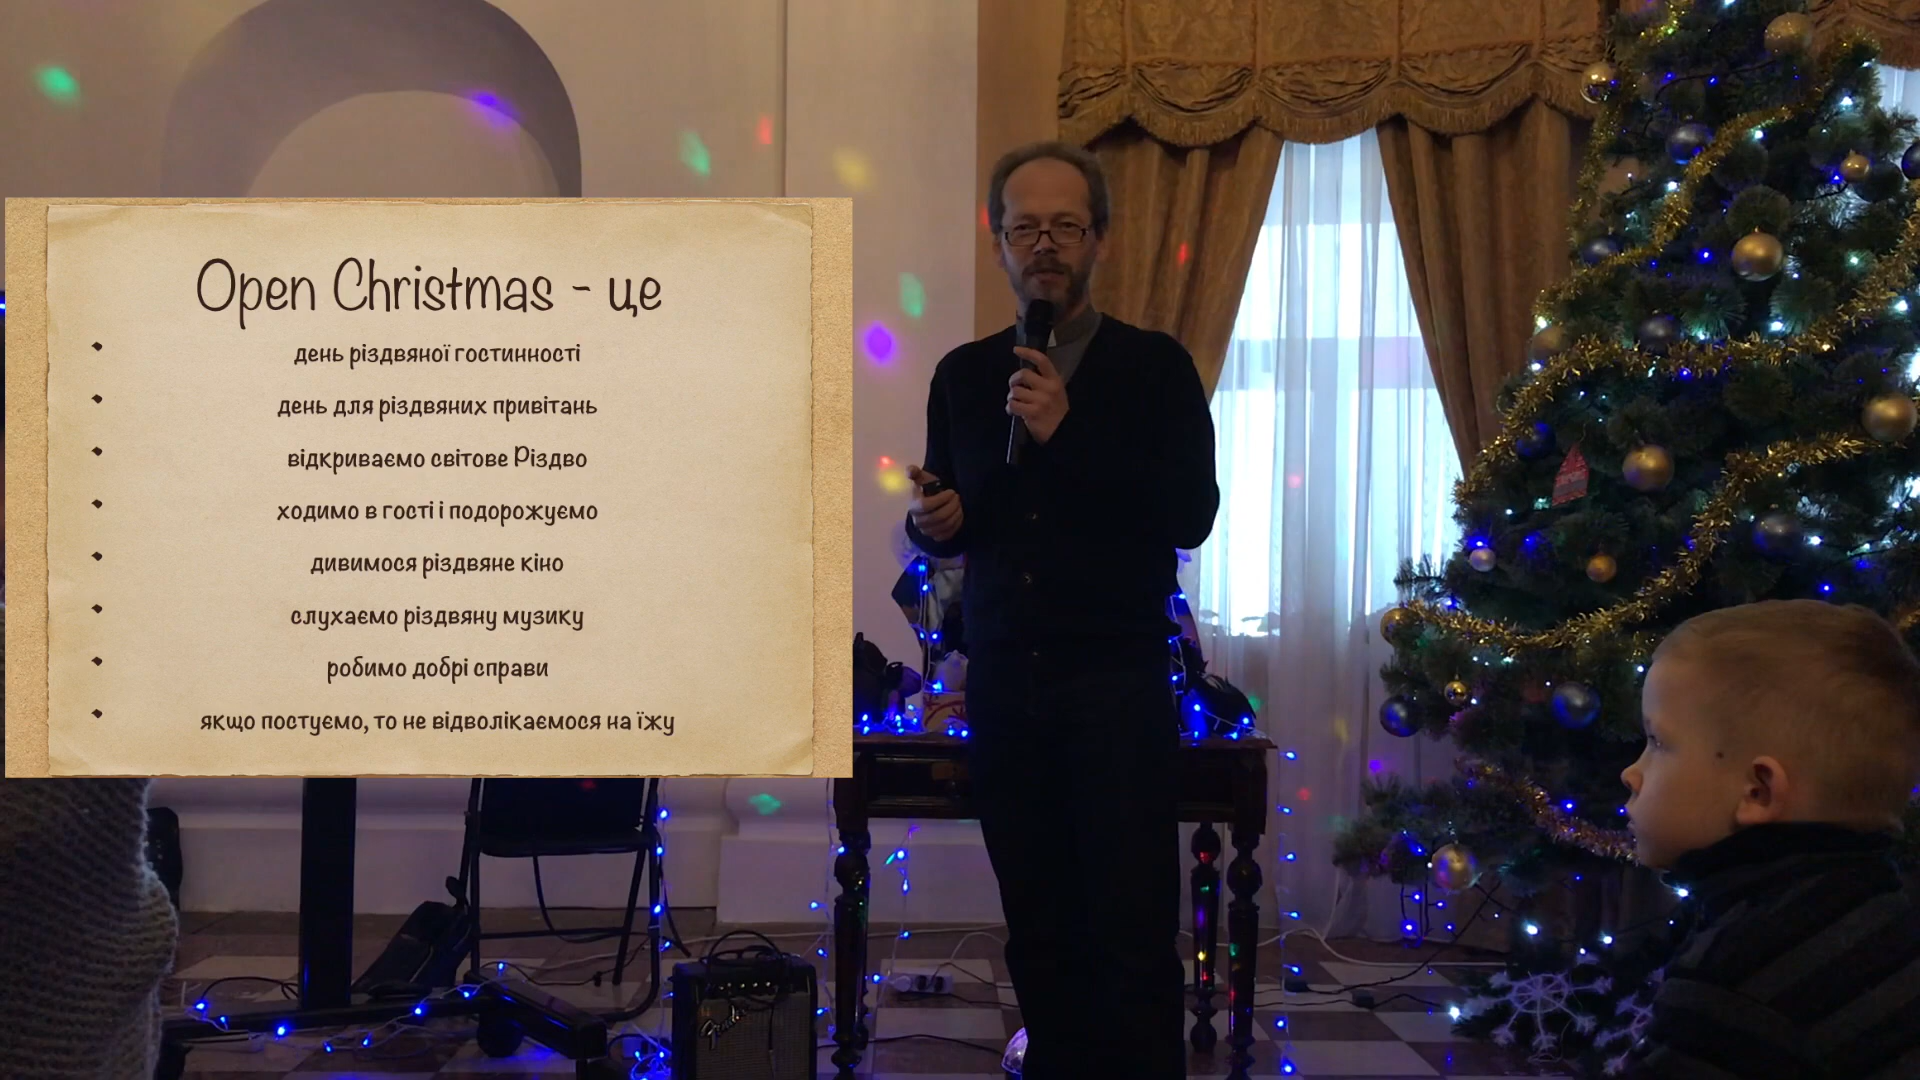 Open Christmas - це
день різдвяної гостинності
день для різдвяних привітань
відкриваємо світове Різдво
ходимо в гості і подорожуємо
дивимося різдвяне кіно
слухаємо різдвяну музику
робимо добрі справи
якщо постуємо, то не відволікаємося на їжу
Fender